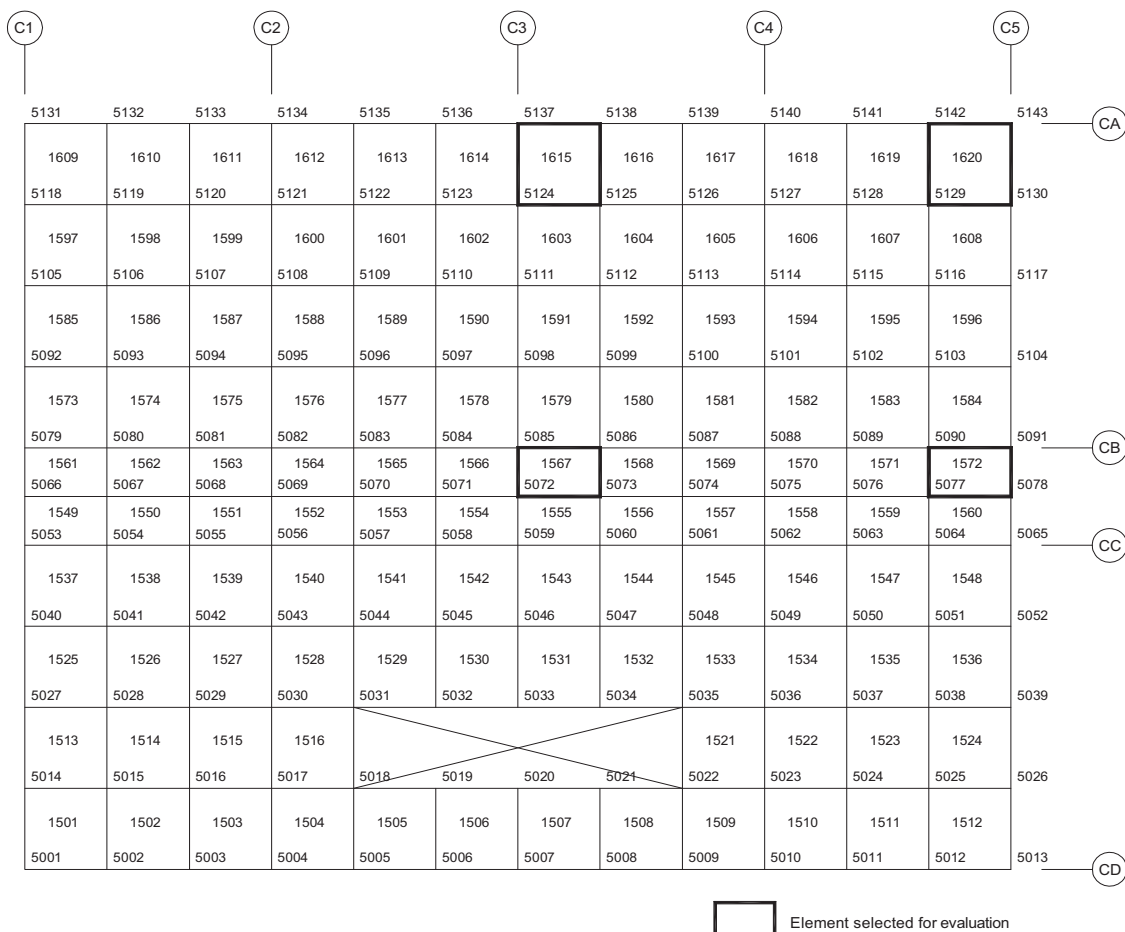 C1 C2 C3 C4 C5
5131 5132 5133 5134 5135 5136 5137 5138 5139 5140 5141 5142 5143
CA
1609 1610 1611 1612 1613 1614 1615 1616 1617 1618 1619 1620
5118 5119 5120 5121 5122 5123 5124 5125 5126 5127 5128 5129 5130
1597 1598 1599 1600 1601 1602 1603 1604 1605 1606 1607 1608
5105 5106 5107 5108 5109 5110 5111 5112 5113 5114 5115 5116 5117
1585 1586 1587 1588 1589 1590 1591 1592 1593 1594 1595 1596
5092 5093 5094 5095 5096 5097 5098 5099 5100 5101 5102 5103 5104
1573 1574 1575 1576 1577 1578 1579 1580 1581 1582 1583 1584
5079 5080 5081 5082 5083 5084 5085 5086 5087 5088 5089 5090 5091
CB
1561 1562 1563 1564 1565 1566 1567 1568 1569 1570 1571 1572
5066 5067 5068 5069 5070 5071 5072 5073 5074 5075 5076 5077 5078
1549 1550 1551 1552 1553 1554 1555 1556 1557 1558 1559 1560
5053 5054 5055 5056 5057 5058 5059 5060 5061 5062 5063 5064 5065
CC
1537 1538 1539 1540 1541 1542 1543 1544 1545 1546 1547 1548
5040 5041 5042 5043 5044 5045 5046 5047 5048 5049 5050 5051 5052
1525 1526 1527 1528 1529 1530 1531 1532 1533 1534 1535 1536
5027 5028 5029 5030 5031 5032 5033 5034 5035 5036 5037 5038 5039
1513 1514 1515 1516 1521 1522 1523 1524
5014 5015 5016 5017 5018 5019 5020 5021 5022 5023 5024 5025 5026
1501 1502 1503 1504 1505 1506 1507 1508 1509 1510 1511 1512
5001 5002 5003 5004 5005 5006 5007 5008 5009 5010 5011 5012 5013
CD
Element selected for evaluation